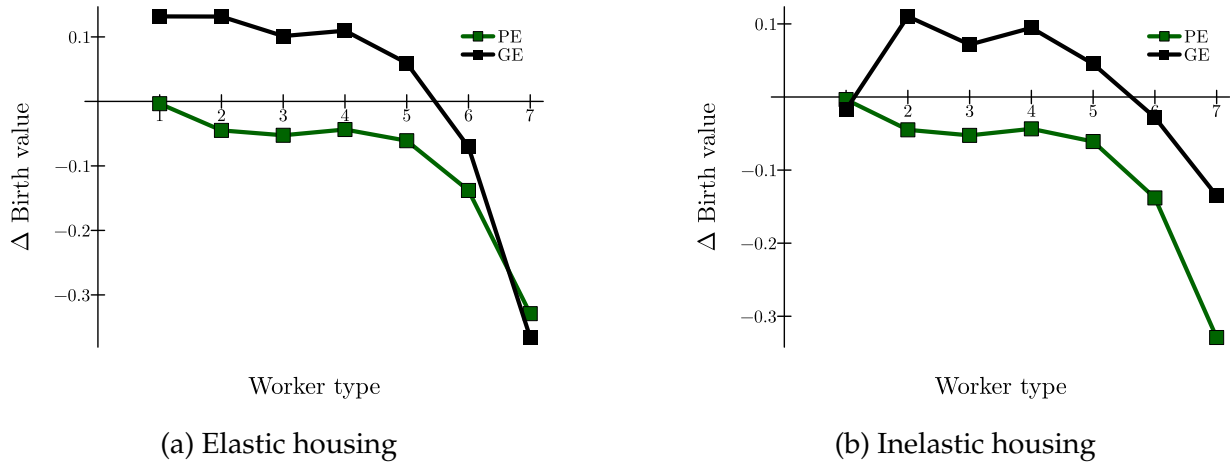 0.1
−0.1
−0.2
−0.3
1 2 3 4 5 6 7
PE
GE
Δ Birth value
Worker type
(a) Elastic housing
0.1
−0.1
−0.2
−0.3
1 2 3 4 5 6 7
PE
GE
Δ Birth value
Worker type
(b) Inelastic housing